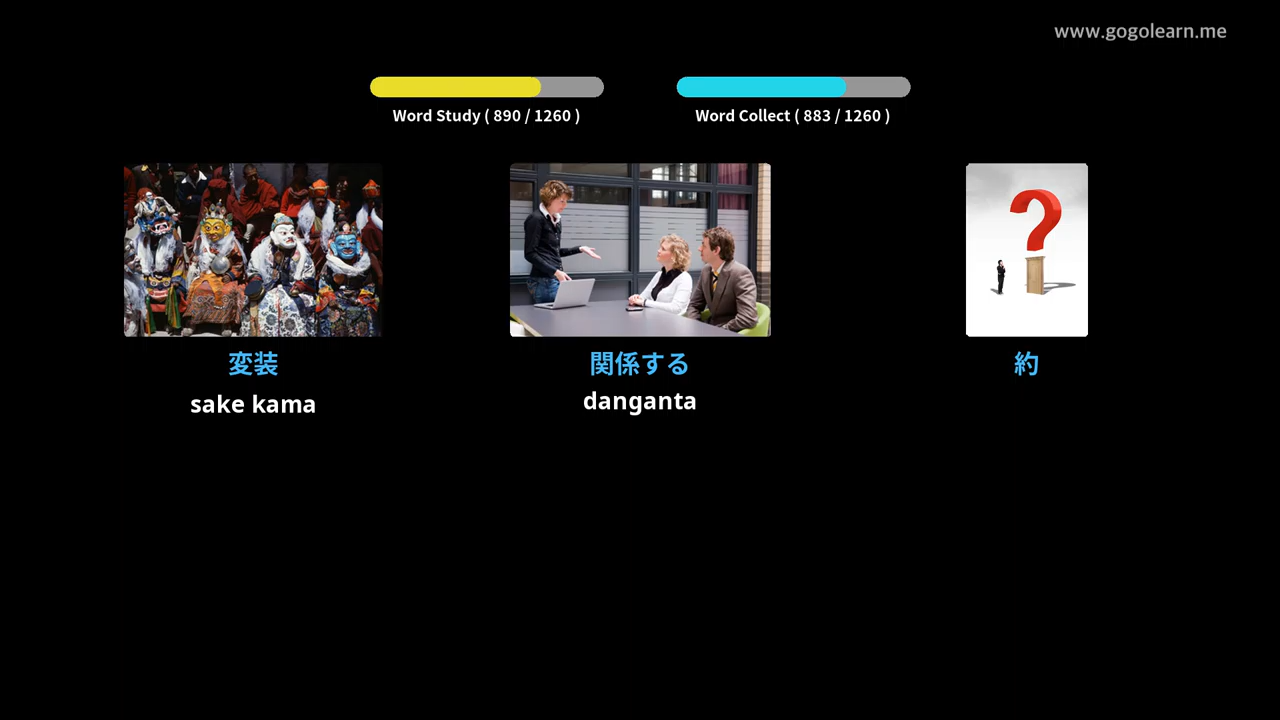 www.gogolearn.me
Word Study ( 890 / 1260 )
Word Collect ( 883 / 1260 )
変装
関係する
約
sake kama
danganta